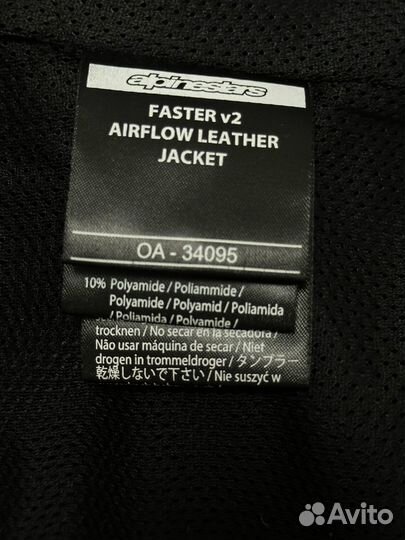 alpinestars
FASTER v2
AIRFLOW LEATHER
JACKET
OA - 34095
10% Polyamide / Poliammide /
Polyamide / Polyamid / Poliamida
/ Poliamida / Polyamide /
trocknen / No secar en la secadora /
Não usar máquina de secar / Niet
drogen in trommeldroger / タンブラー
乾燥しないで下さい / Nie suszyć w
Avito